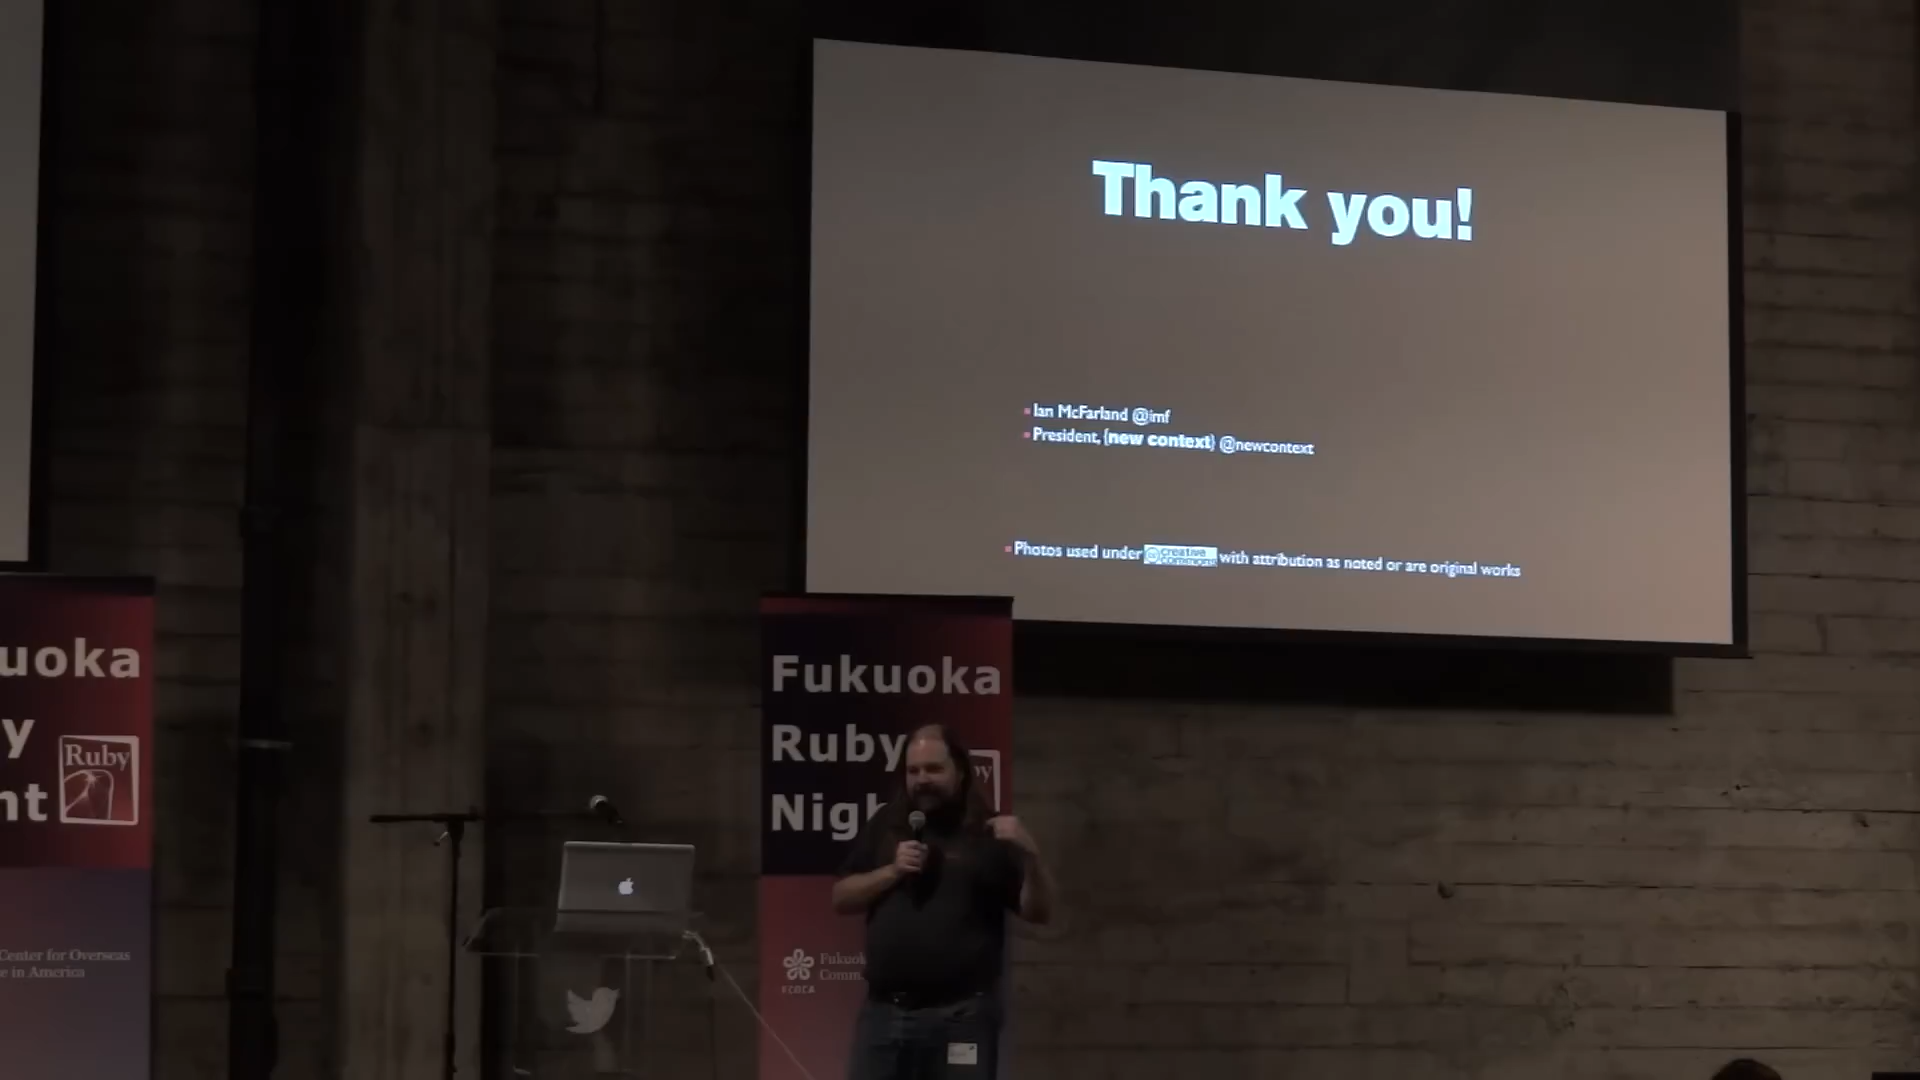 Thank you!
Ian McFarland @imf
President, {new context} @newcontext
Photos used under creative commons with attribution as noted or are original works
uoka
y
nt
Ruby
Center for Overseas
e in America
Fukuoka
Ruby
Nigh
by
Fukuok
Comm.
FCOCA